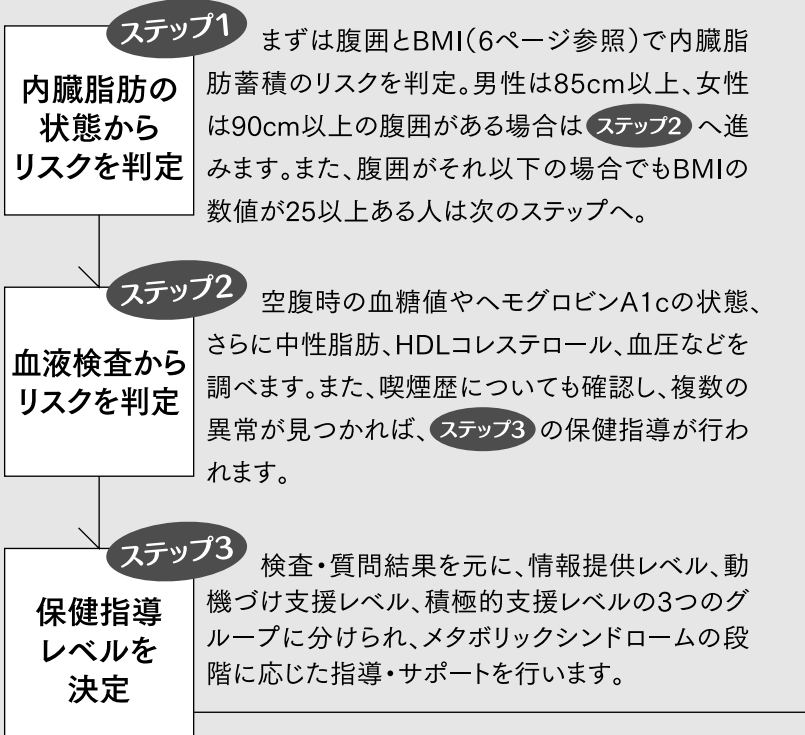 ステップ1
内臓脂肪の
状態から
リスクを判定
まずは腹囲とBMI（6ページ参照）で内臓脂
肪蓄積のリスクを判定。男性は85cm以上、女性
は90cm以上の腹囲がある場合は ステップ2 へ進
みます。また、腹囲がそれ以下の場合でもBMIの
数値が25以上ある人は次のステップへ。
ステップ2
血液検査から
リスクを判定
空腹時の血糖値やヘモグロビンA1cの状態、
さらに中性脂肪、HDLコレステロール、血圧などを
調べます。また、喫煙歴についても確認し、複数の
異常が見つかれば、 ステップ3 の保健指導が行わ
れます。
ステップ3
保健指導
レベルを
決定
検査・質問結果を元に、情報提供レベル、動
機づけ支援レベル、積極的支援レベルの3つのグ
ループに分けられ、メタボリックシンドロームの段
階に応じた指導・サポートを行います。